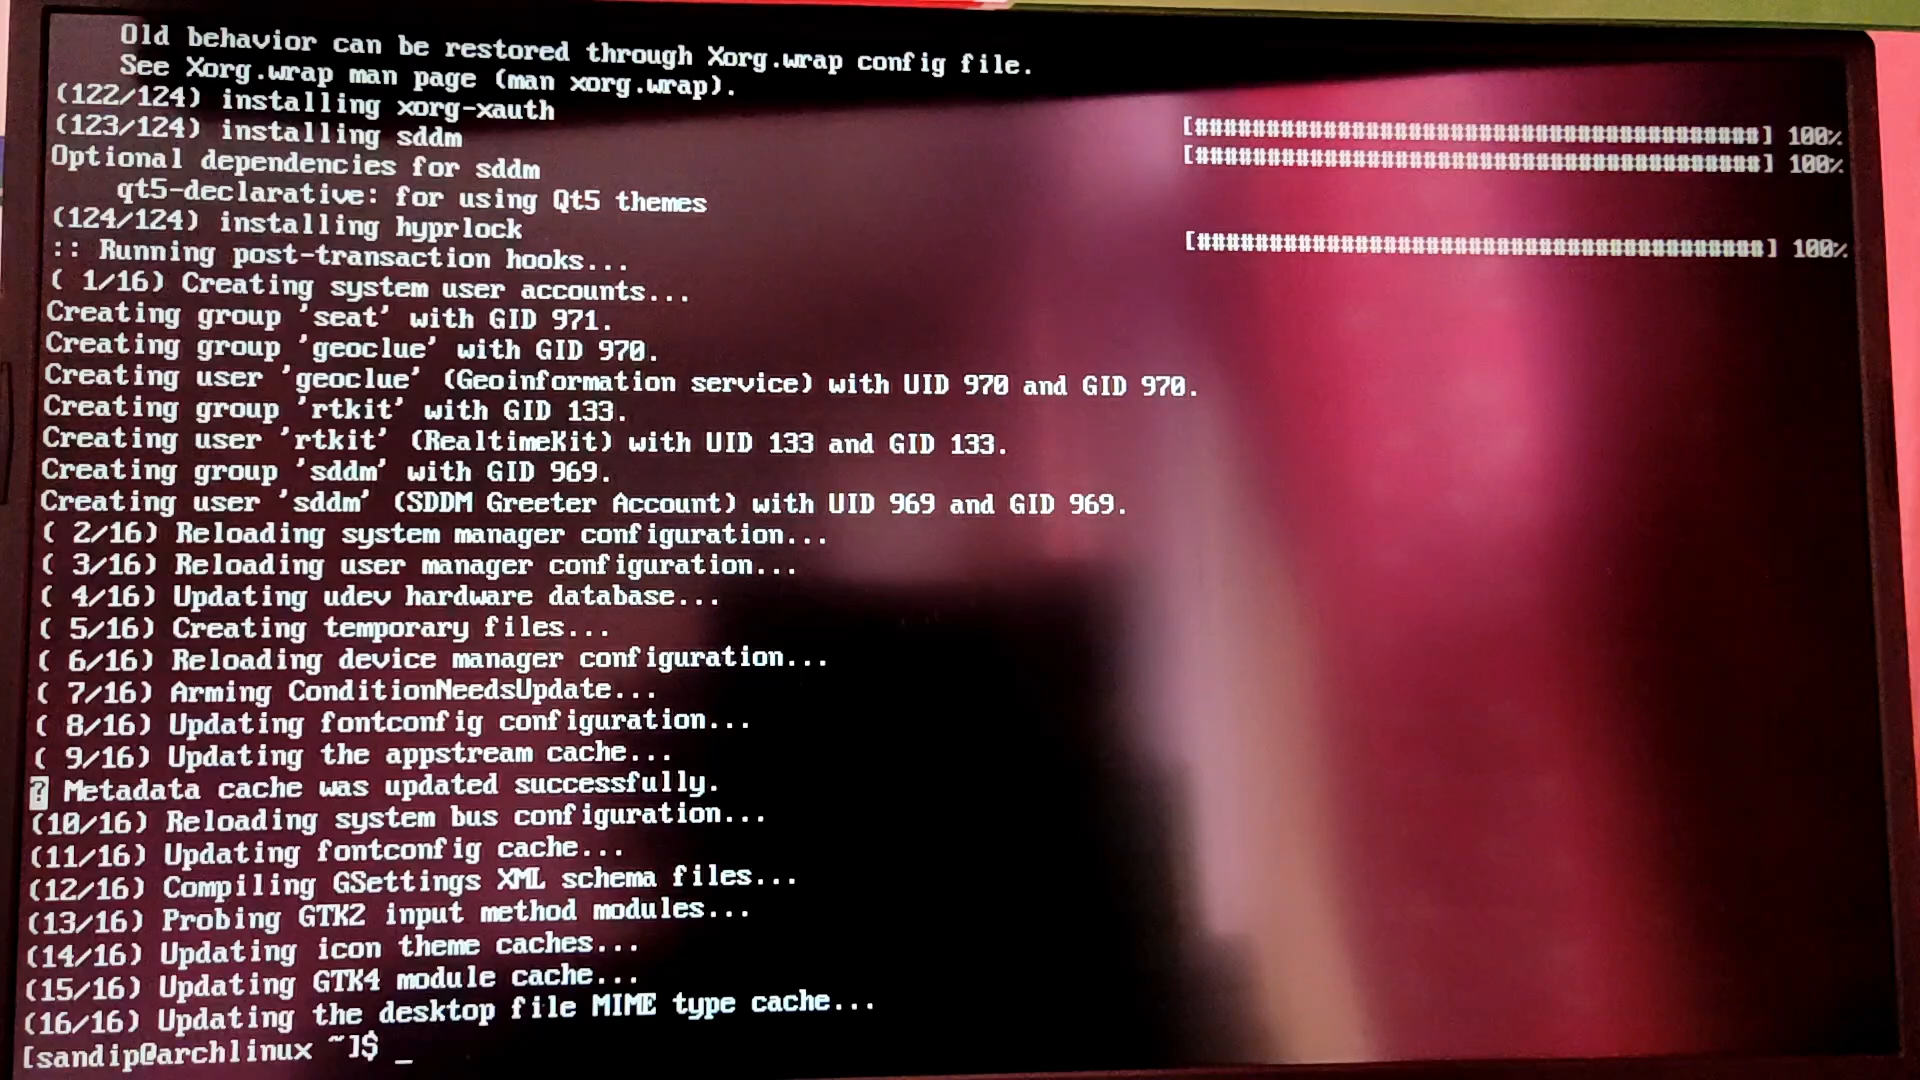 Old behavior can be restored through Xorg.wrap config file.
See Xorg.wrap man page (man xorg.wrap).
(122/124) installing xorg-xauth [#######################################] 100%
(123/124) installing sddm [#######################################] 100%
Optional dependencies for sddm
qt5-declarative: for using Qt5 themes
(124/124) installing hyprlock [#######################################] 100%
:: Running post-transaction hooks...
( 1/16) Creating system user accounts...
Creating group 'seat' with GID 971.
Creating group 'geoclue' with GID 970.
Creating user 'geoclue' (Geoinformation service) with UID 970 and GID 970.
Creating group 'rtkit' with GID 133.
Creating user 'rtkit' (RealtimeKit) with UID 133 and GID 133.
Creating group 'sddm' with GID 969.
Creating user 'sddm' (SDDM Greeter Account) with UID 969 and GID 969.
( 2/16) Reloading system manager configuration...
( 3/16) Reloading user manager configuration...
( 4/16) Updating udev hardware database...
( 5/16) Creating temporary files...
( 6/16) Reloading device manager configuration...
( 7/16) Arming ConditionNeedsUpdate...
( 8/16) Updating fontconfig configuration...
( 9/16) Updating the appstream cache...
? Metadata cache was updated successfully.
(10/16) Reloading system bus configuration...
(11/16) Updating fontconfig cache...
(12/16) Compiling GSettings XML schema files...
(13/16) Probing GTK2 input method modules...
(14/16) Updating icon theme caches...
(15/16) Updating GTK4 module cache...
(16/16) Updating the desktop file MIME type cache...
[sandip@archlinux ~]$ _